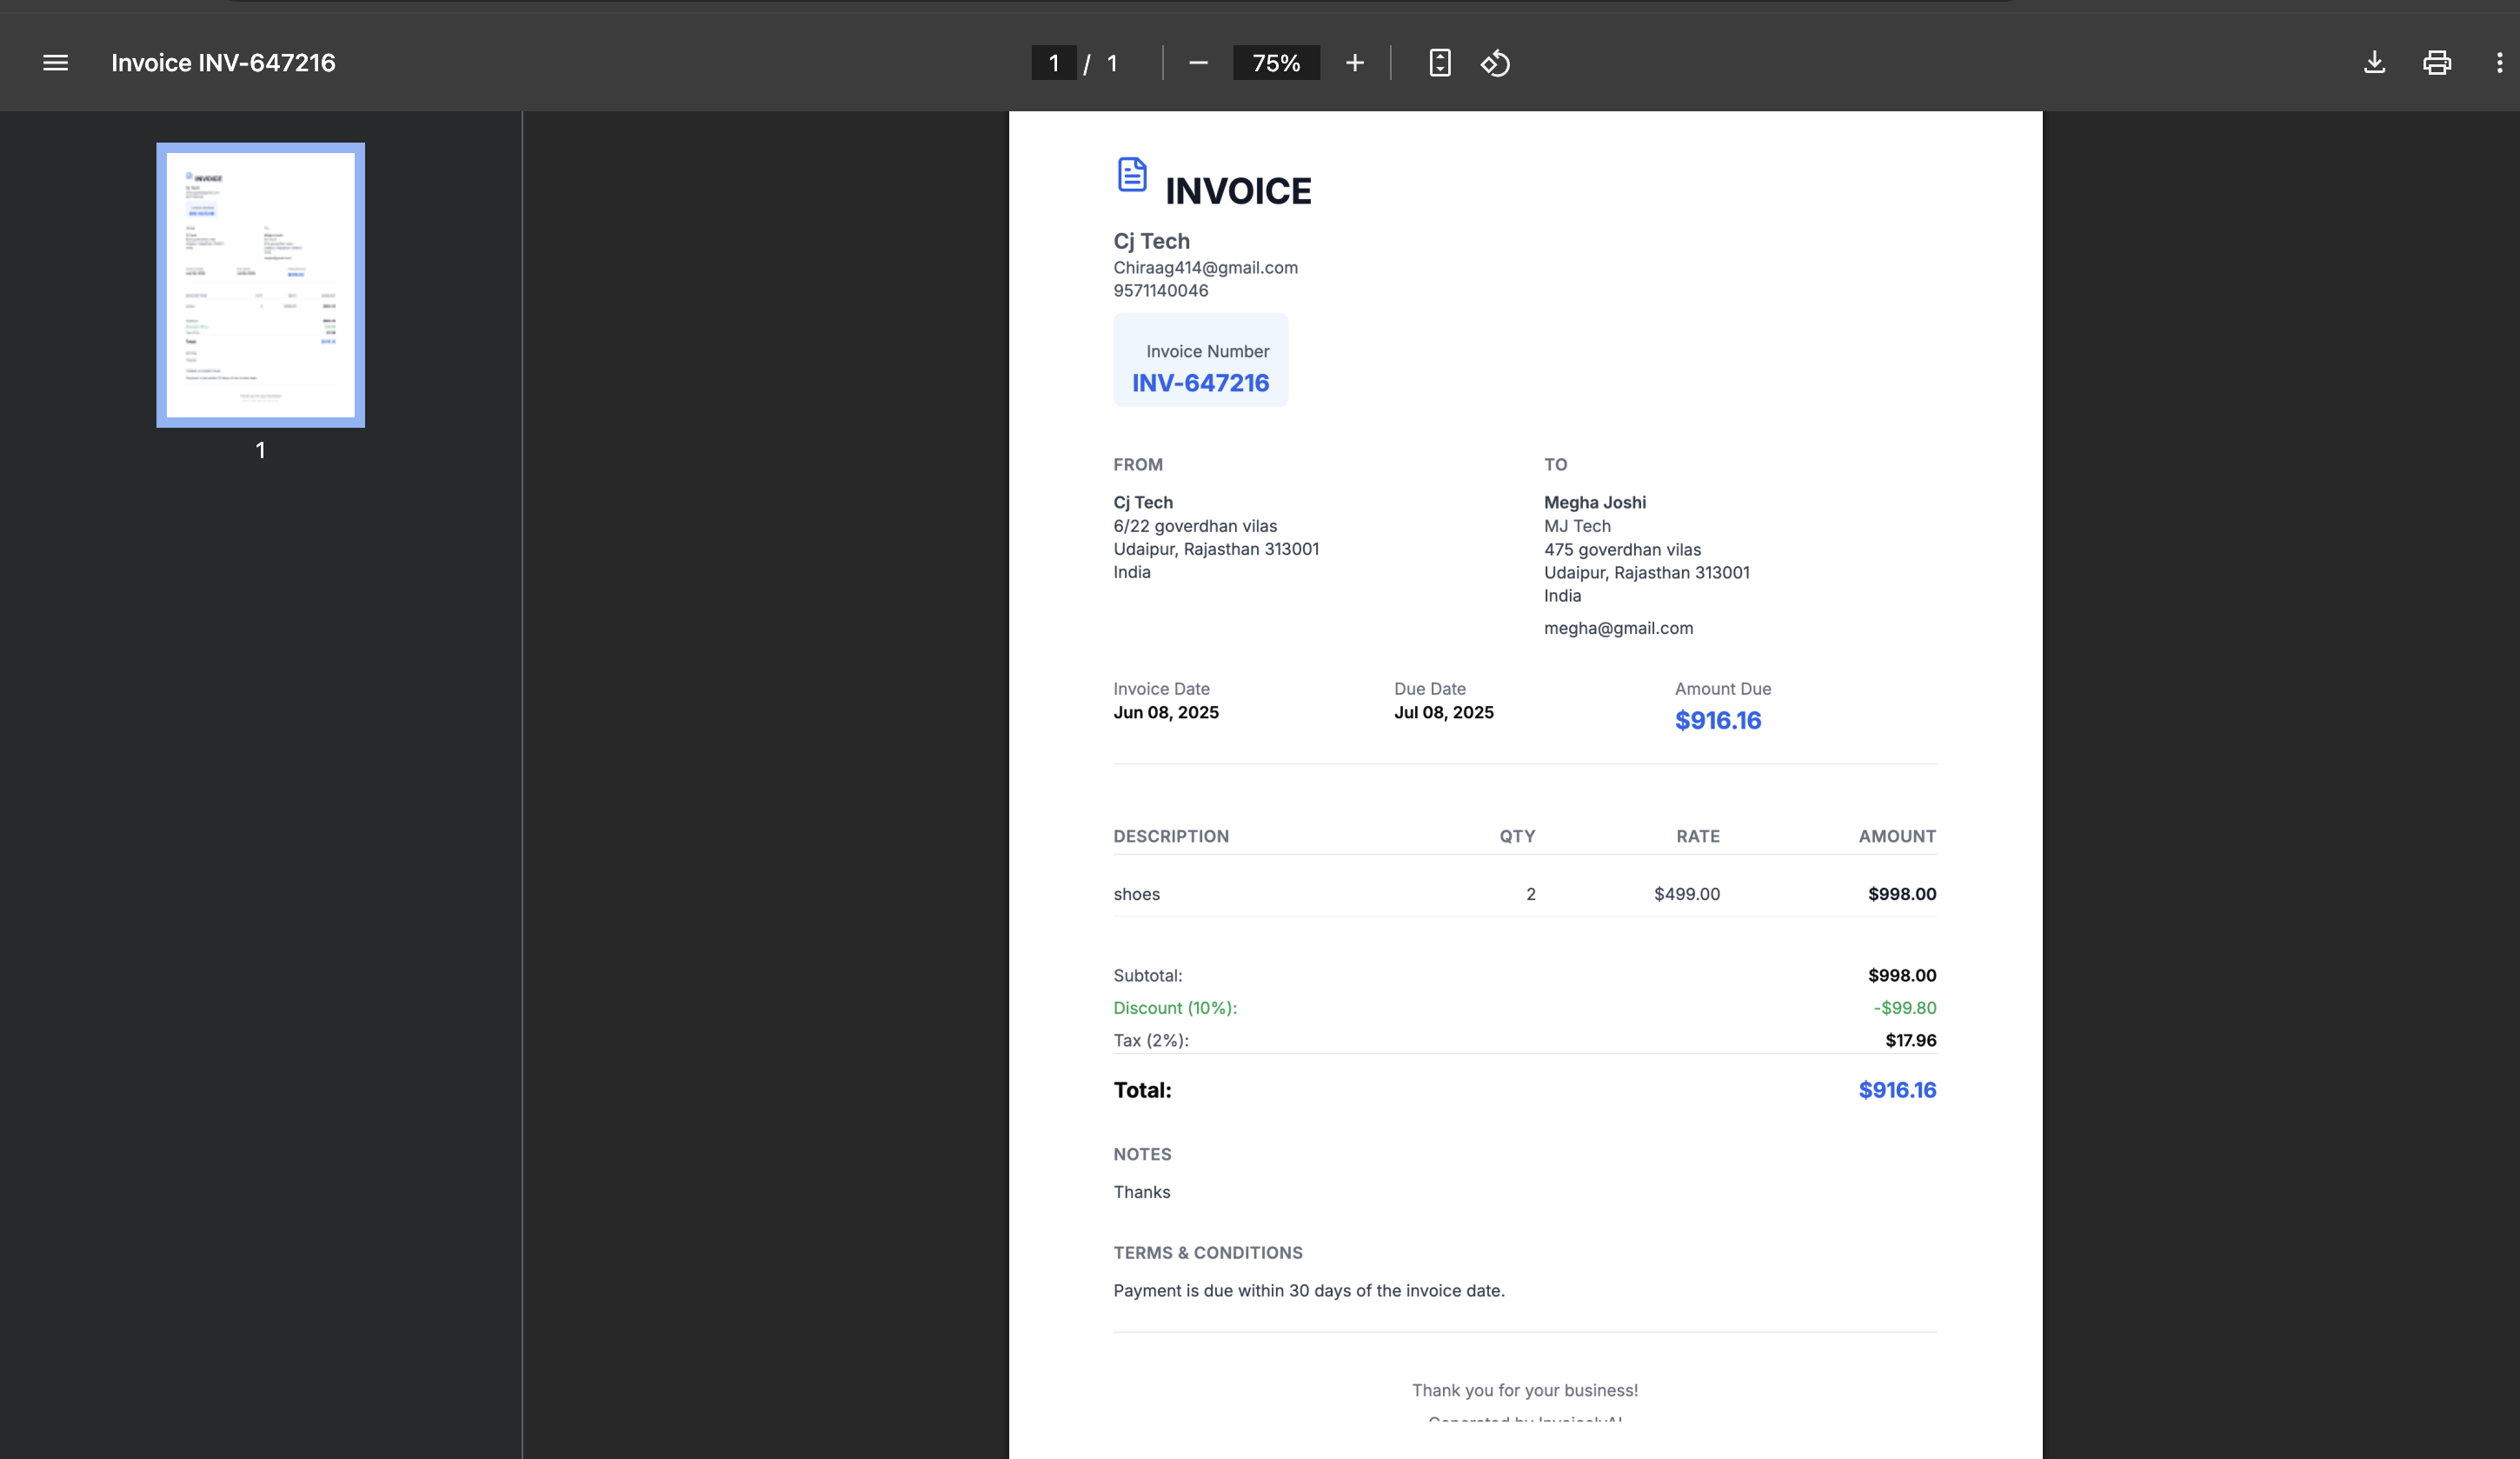 Invoice INV-647216
1 / 1
75%
1
INVOICE
Cj Tech
Chiraag414@gmail.com
9571140046
Invoice Number
INV-647216
FROM
Cj Tech
6/22 goverdhan vilas
Udaipur, Rajasthan 313001
India
TO
Megha Joshi
MJ Tech
475 goverdhan vilas
Udaipur, Rajasthan 313001
India
megha@gmail.com
Invoice Date
Jun 08, 2025
Due Date
Jul 08, 2025
Amount Due
$916.16
DESCRIPTION QTY RATE AMOUNT
shoes 2 $499.00 $998.00
Subtotal: $998.00
Discount (10%): -$99.80
Tax (2%): $17.96
Total: $916.16
NOTES
Thanks
TERMS & CONDITIONS
Payment is due within 30 days of the invoice date.
Thank you for your business!
Generated by